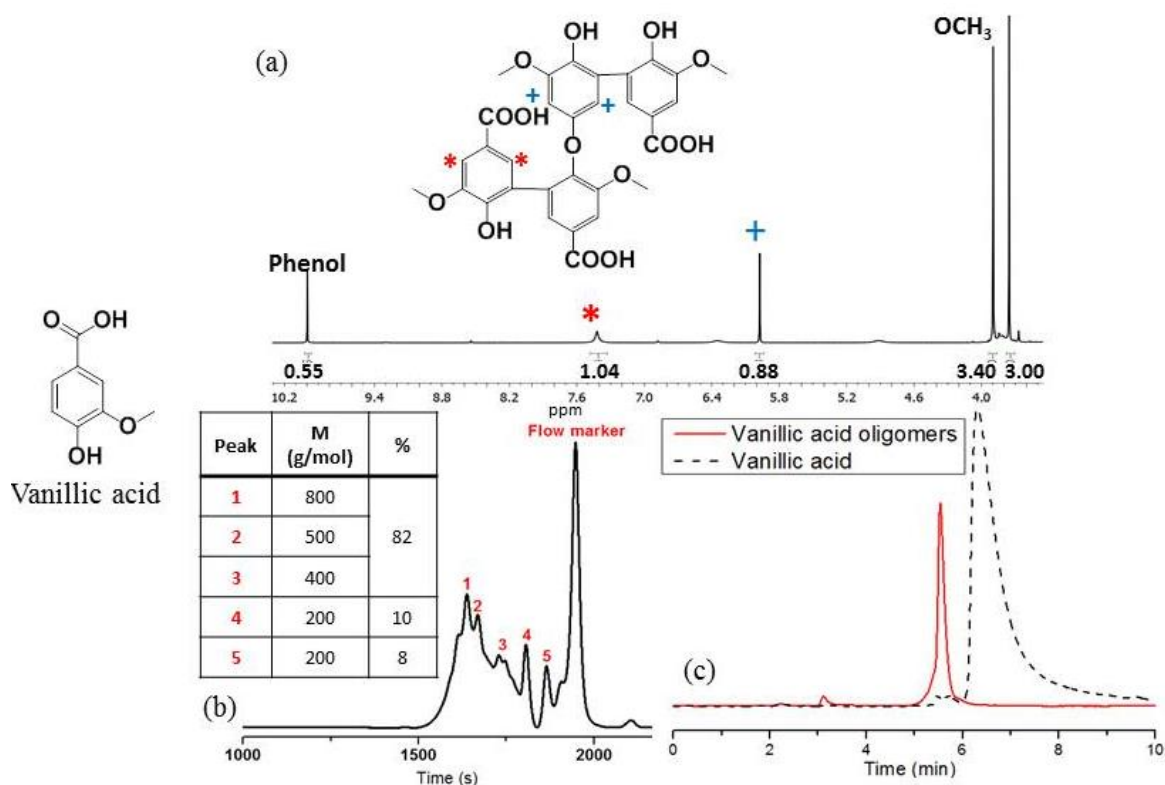 (a)
OH
OH
O
O
COOH
+
+
O
COOH
*
*
O
O
OH
COOH
OCH3
Phenol
*
+
0.55
1.04
0.88
3.40
3.00
10.2
9.4
8.8
8.2
7.6
7.0
6.4
5.8
5.2
4.6
4.0
ppm
O
OH
O
OH
Vanillic acid
Peak M (g/mol) %
1 800
2 500 82
3 400
4 200 10
5 200 8
Flow marker
1
2
3
4
5
(b)
1000 1500 2000
Time (s)
Vanillic acid oligomers
Vanillic acid
(c)
0 2 4 6 8 10
Time (min)